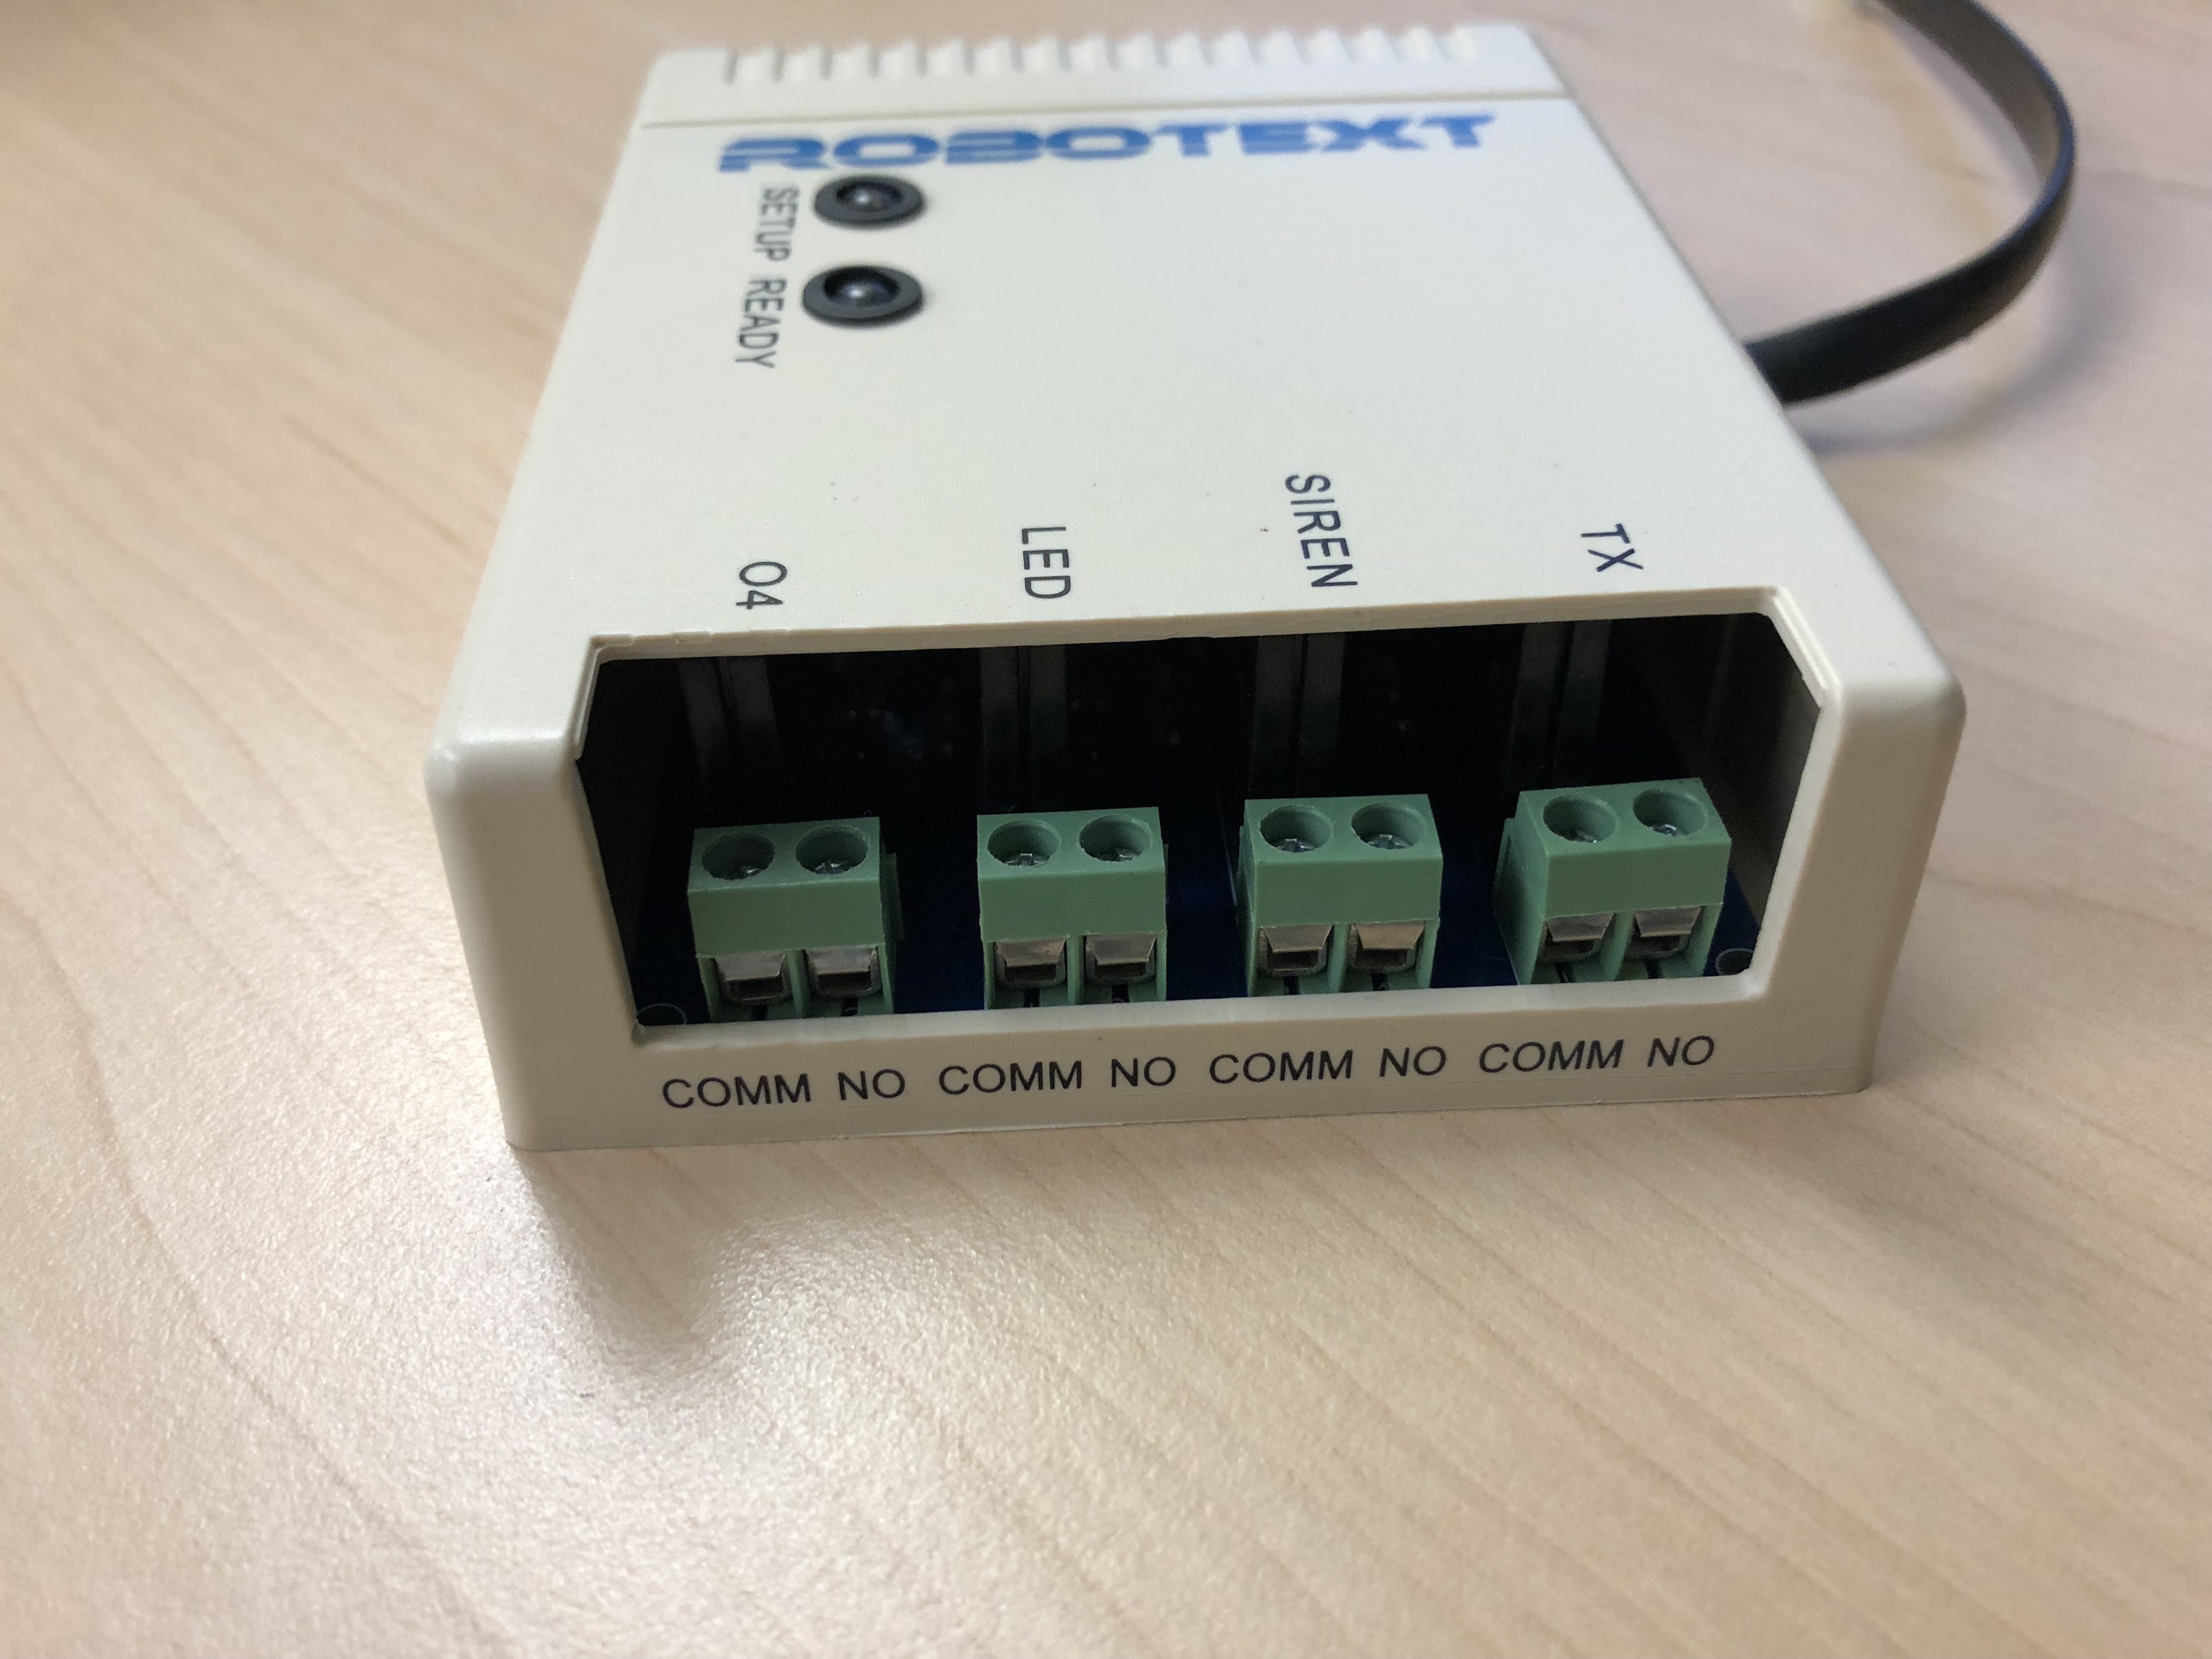 ROBOTEXT
SETUP READY
O4
LED
SIREN
TX
COMM NO COMM NO COMM NO COMM NO